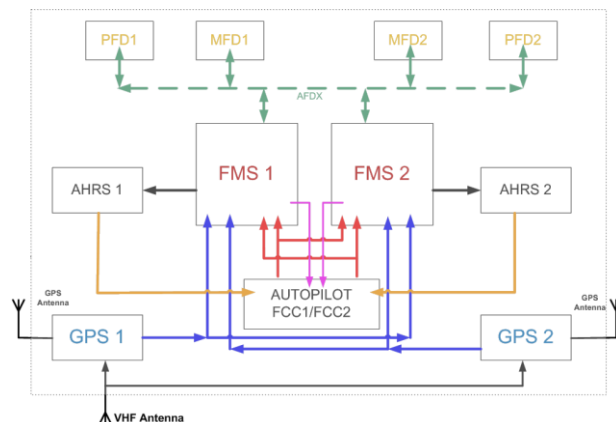 PFD1 MFD1 MFD2 PFD2
AFDX
FMS 1 FMS 2
AHRS 1 AHRS 2
GPS
Antenna
AUTOPILOT
FCC1/FCC2
GPS
Antenna
GPS 1 GPS 2
VHF Antenna